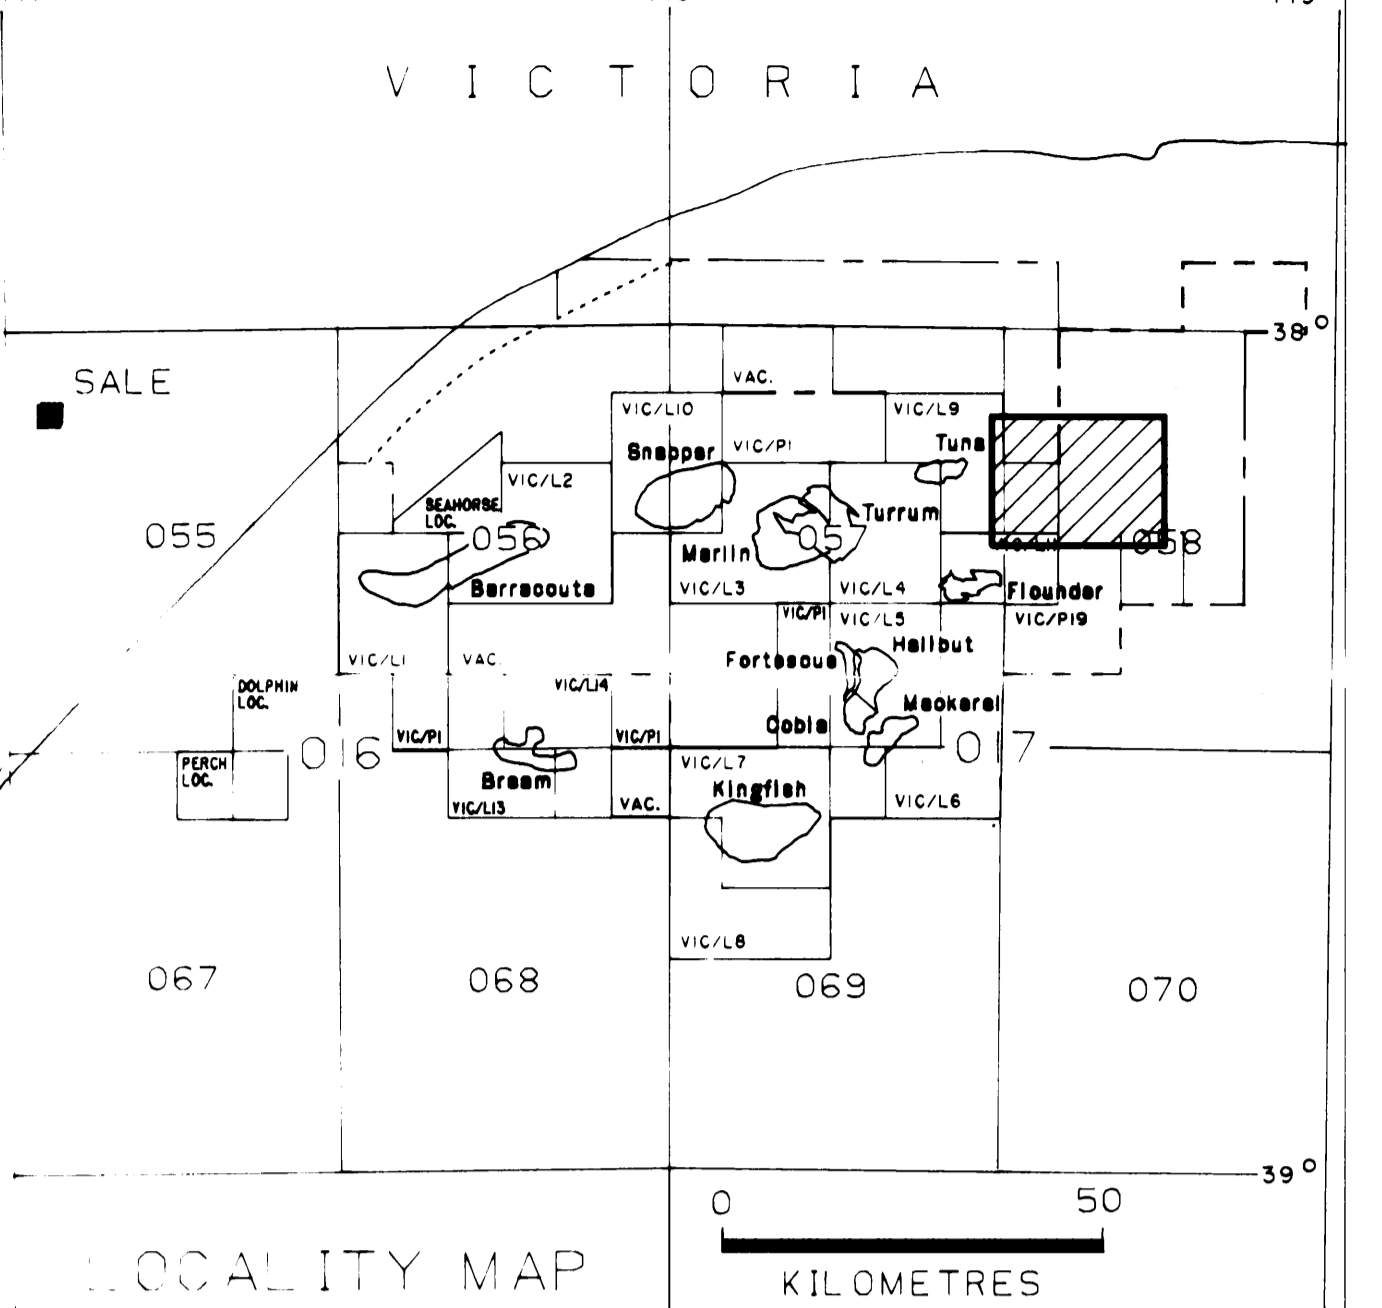 VICTORIA
38°
SALE
VAC.
VIC/L10
VIC/L9
Snapper
VIC/P1
Tuna
VIC/L2
SEAHORSE
LOC.
055
056
Turrum
05
058
Marlin
Barracouta
VIC/L3
VIC/L4
Flounder
VIC/P1
VIC/L5
VIC/P19
Halibut
Fortescue
VIC/L1
VAC.
DOLPHIN
LOC.
VIC/L14
Mackerel
Cobia
VIC/P1
VIC/P1
016
017
PERCH
LOC.
VIC/L7
Bream
Kingfish
VIC/L13
VAC.
VIC/L6
VIC/L8
067
068
069
070
39°
0
50
LOCALITY MAP
KILOMETRES